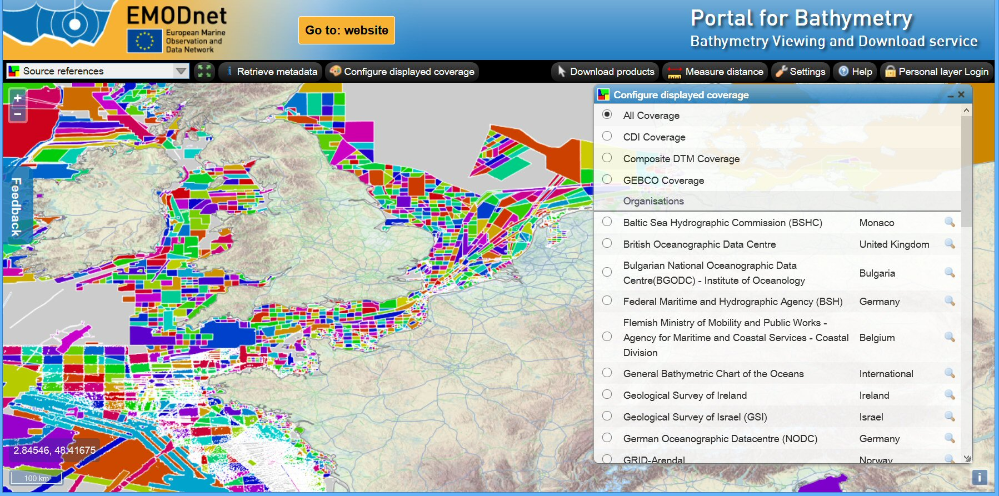 EMODnet
European Marine
Observation and
Data Network
Go to: website
Portal for Bathymetry
Bathymetry Viewing and Download service
Source references
i Retrieve metadata
Configure displayed coverage
Download products
Measure distance
Settings
Help
Personal layer Login
+
−
Feedback
Configure displayed coverage
All Coverage
CDI Coverage
Composite DTM Coverage
GEBCO Coverage
Organisations
Baltic Sea Hydrographic Commission (BSHC) Monaco
British Oceanographic Data Centre United Kingdom
Bulgarian National Oceanographic Data
Centre(BGODC) - Institute of Oceanology Bulgaria
Federal Maritime and Hydrographic Agency (BSH) Germany
Flemish Ministry of Mobility and Public Works -
Agency for Maritime and Coastal Services - Coastal Belgium
Division
General Bathymetric Chart of the Oceans International
Geological Survey of Ireland Ireland
Geological Survey of Israel (GSI) Israel
German Oceanographic Datacentre (NODC) Germany
GRID-Arendal Norway
2.84546, 48.41675
100 km
i